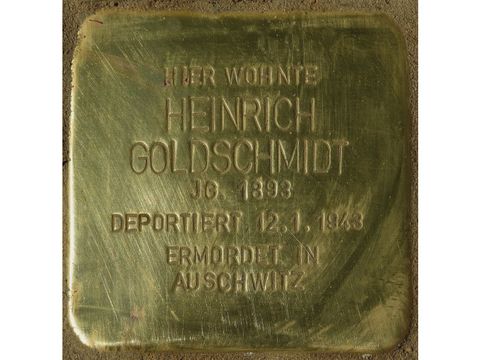 HIER WOHNTE
HEINRICH
GOLDSCHMIDT
JG. 1893
DEPORTIERT 12.1.1943
ERMORDET IN
AUSCHWITZ